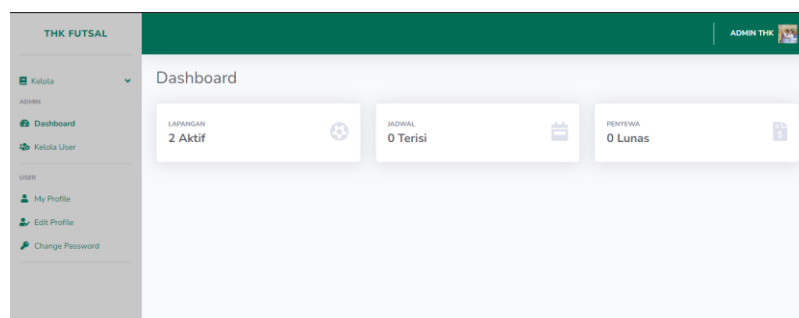 THK FUTSAL
ADMIN THK
Kelola
ADMIN
Dashboard
Kelola User
USER
My Profile
Edit Profile
Change Password
Dashboard
LAPANGAN
2 Aktif
JADWAL
0 Terisi
PENYEWA
0 Lunas